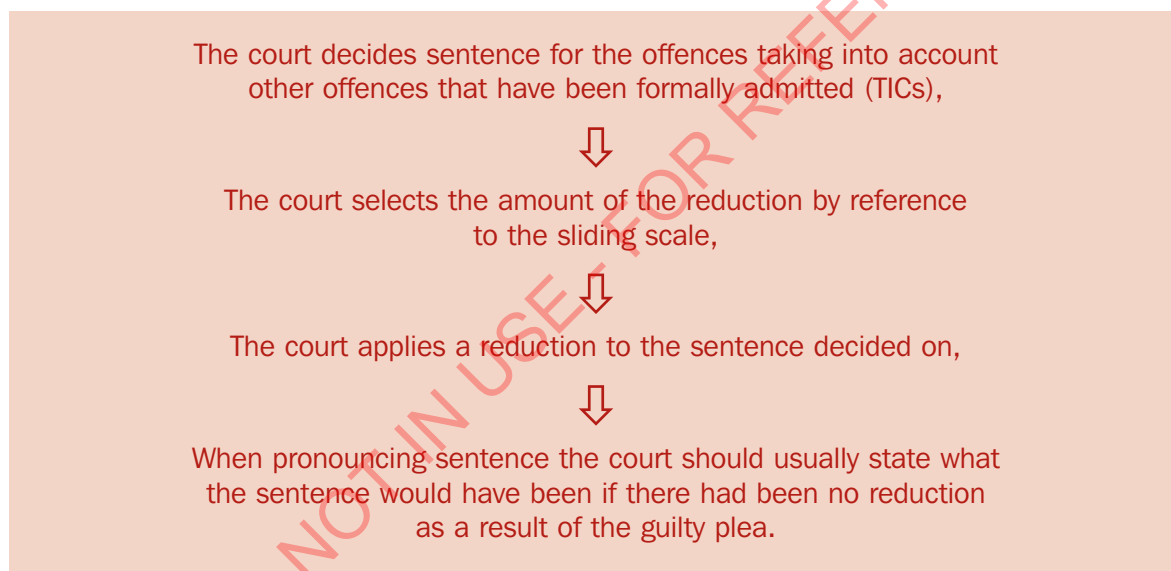 The court decides sentence for the offences taking into account
other offences that have been formally admitted (TICs),
The court selects the amount of the reduction by reference
to the sliding scale,
The court applies a reduction to the sentence decided on,
When pronouncing sentence the court should usually state what
the sentence would have been if there had been no reduction
as a result of the guilty plea.
NOT IN USE - FOR REFE